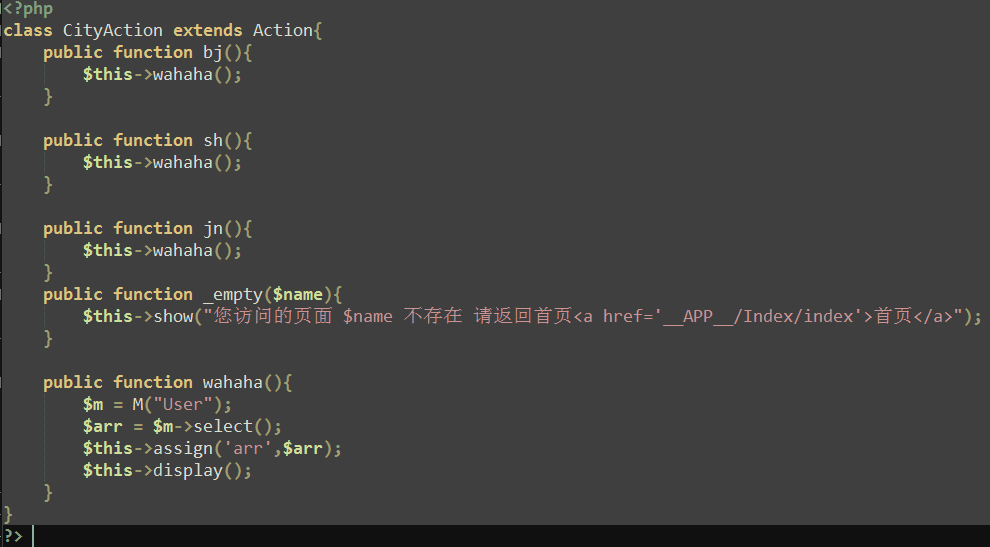 <?php
class CityAction extends Action{
    public function bj(){
        $this->wahaha();
    }

    public function sh(){
        $this->wahaha();
    }

    public function jn(){
        $this->wahaha();
    }
    public function _empty($name){
        $this->show("您访问的页面 $name 不存在 请返回首页<a href='__APP__/Index/index'>首页</a>");
    }

    public function wahaha(){
        $m = M("User");
        $arr = $m->select();
        $this->assign('arr',$arr);
        $this->display();
    }
}
?>